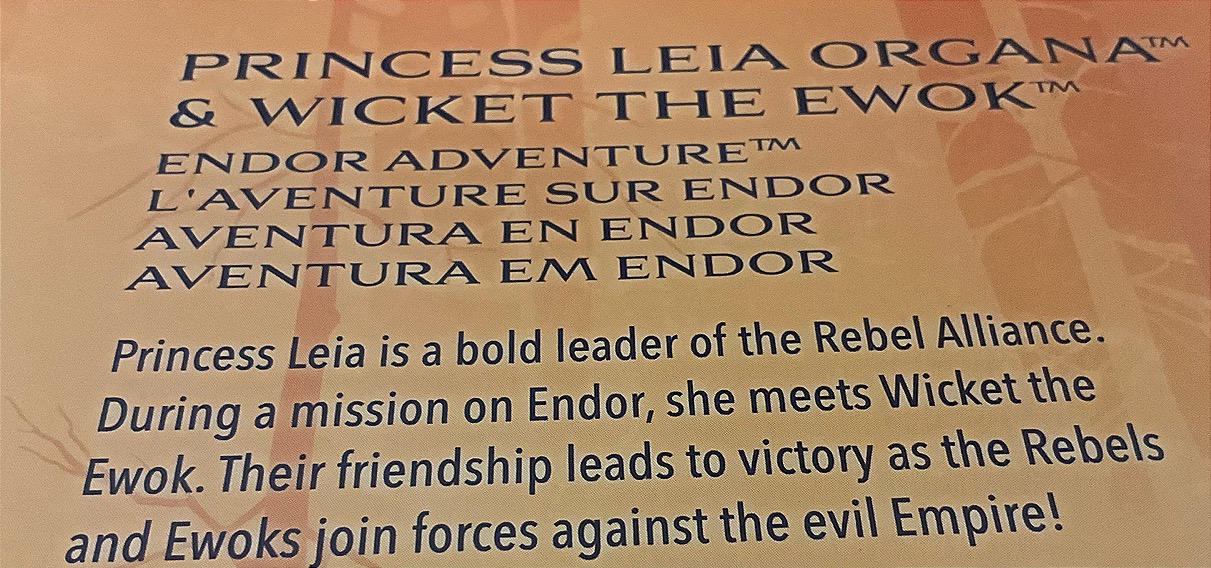 PRINCESS LEIA ORGANA™
& WICKET THE EWOK™
ENDOR ADVENTURE™
L'AVENTURE SUR ENDOR
AVENTURA EN ENDOR
AVENTURA EM ENDOR
Princess Leia is a bold leader of the Rebel Alliance.
During a mission on Endor, she meets Wicket the
Ewok. Their friendship leads to victory as the Rebels
and Ewoks join forces against the evil Empire!